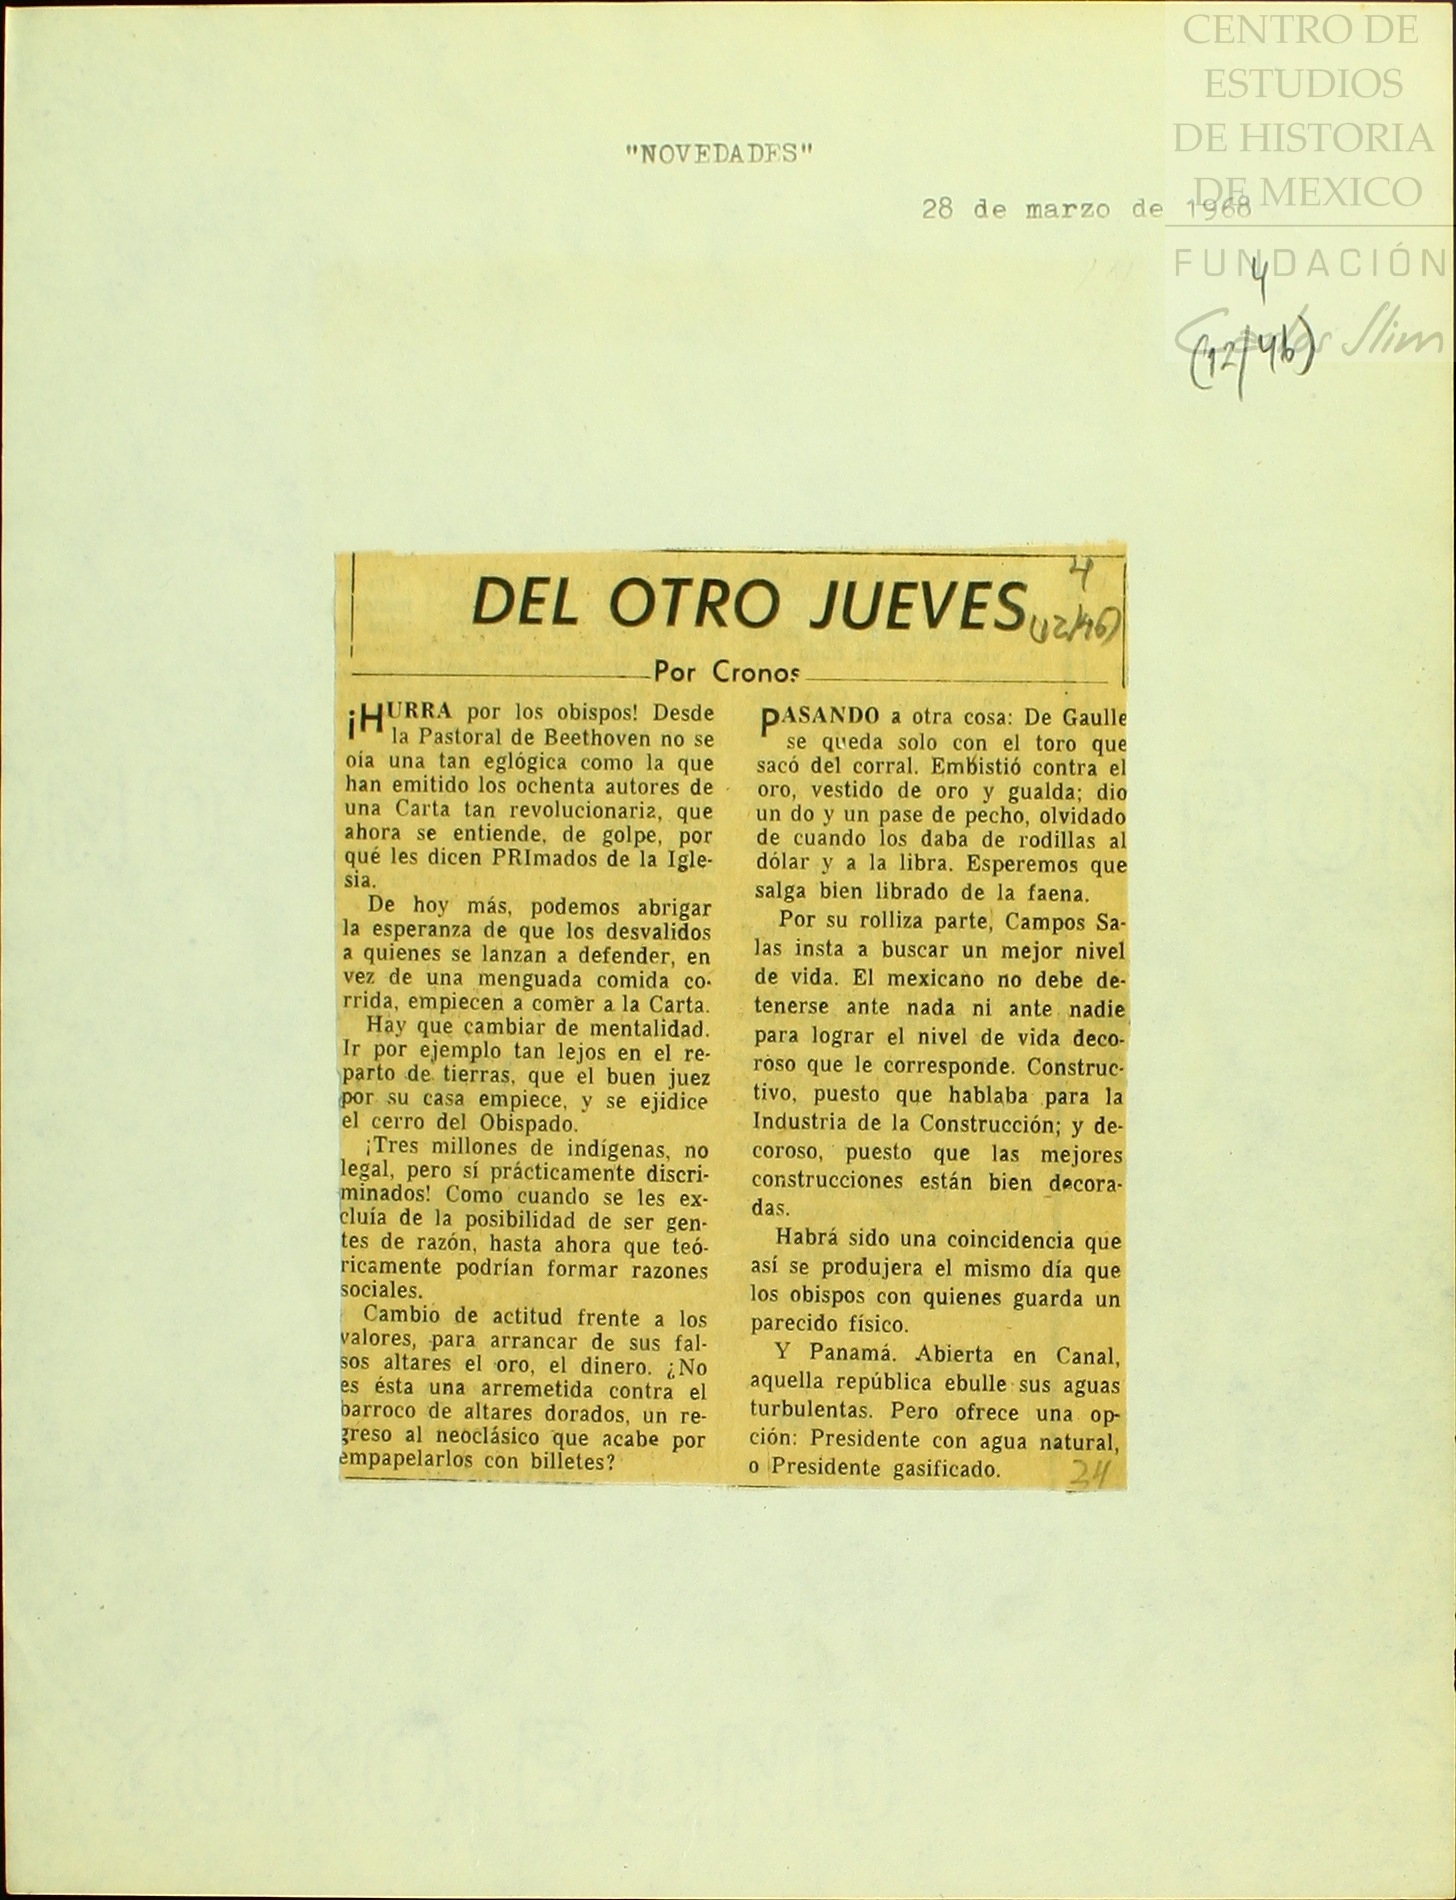 CENTRO DE
ESTUDIOS
DE HISTORIA
DE MEXICO
FUNDACIÓN
Carlos Slim
"NOVEDADES"
28 de marzo de 1968
4
(12/46)
DEL OTRO JUEVES
4
(12/46)
Por Cronos
¡HURRA por los obispos! Desde
la Pastoral de Beethoven no se
oía una tan eglógica como la que
han emitido los ochenta autores de
una Carta tan revolucionaria, que
ahora se entiende, de golpe, por
qué les dicen PRImados de la Igle-
sia.
De hoy más, podemos abrigar
la esperanza de que los desvalidos
a quienes se lanzan a defender, en
vez de una menguada comida co-
rrida, empiecen a comer a la Carta.
Hay que cambiar de mentalidad.
Ir por ejemplo tan lejos en el re-
parto de tierras, que el buen juez
por su casa empiece, y se ejidice
el cerro del Obispado.
¡Tres millones de indígenas, no
legal, pero sí prácticamente discri-
minados! Como cuando se les ex-
cluía de la posibilidad de ser gen-
tes de razón, hasta ahora que teó-
ricamente podrían formar razones
sociales.
Cambio de actitud frente a los
valores, para arrancar de sus fal-
sos altares el oro, el dinero. ¿No
es ésta una arremetida contra el
barroco de altares dorados, un re-
greso al neoclásico que acabe por
empapelarlos con billetes?
PASANDO a otra cosa: De Gaulle
se queda solo con el toro que
sacó del corral. Embistió contra el
oro, vestido de oro y gualda; dio
un do y un pase de pecho, olvidado
de cuando los daba de rodillas al
dólar y a la libra. Esperemos que
salga bien librado de la faena.
Por su rolliza parte, Campos Sa-
las insta a buscar un mejor nivel
de vida. El mexicano no debe de-
tenerse ante nada ni ante nadie
para lograr el nivel de vida deco-
roso que le corresponde. Construc-
tivo, puesto que hablaba para la
Industria de la Construcción; y de-
coroso, puesto que las mejores
construcciones están bien decora-
das.
Habrá sido una coincidencia que
así se produjera el mismo día que
los obispos con quienes guarda un
parecido físico.
Y Panamá. Abierta en Canal,
aquella república ebulle sus aguas
turbulentas. Pero ofrece una op-
ción: Presidente con agua natural,
o Presidente gasificado.
34